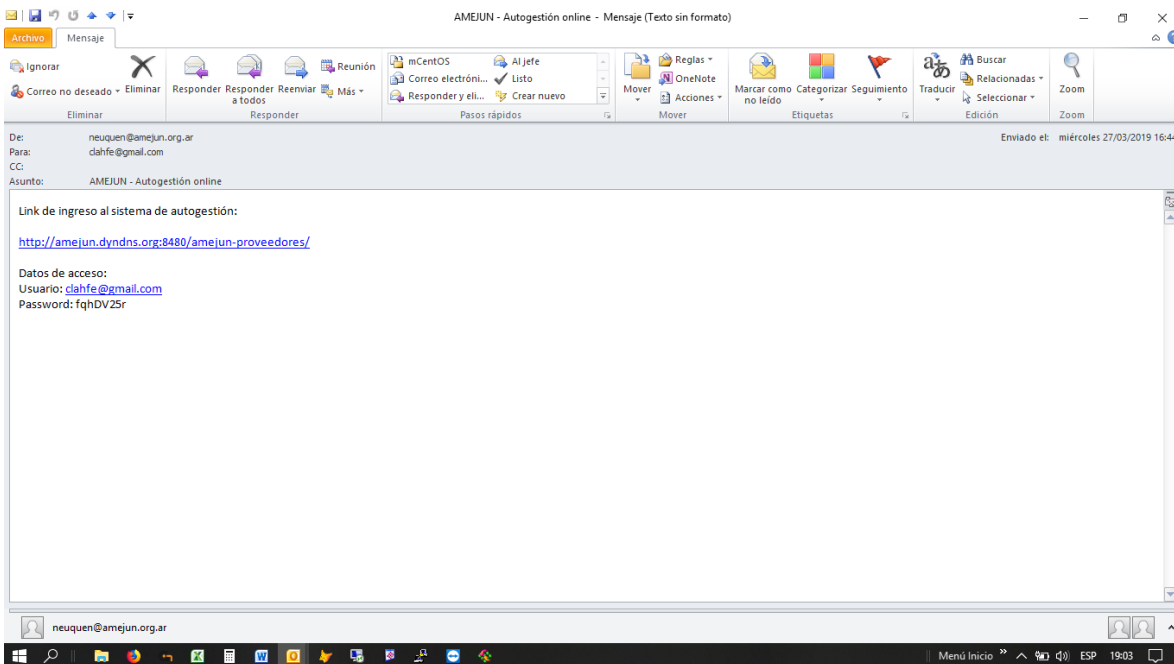 AMEJUN - Autogestión online - Mensaje (Texto sin formato)
Archivo Mensaje
Ignorar
Correo no deseado
Eliminar
Responder
Responder a todos
Reenviar
Reunión
Más
mCentOS
Correo electróni...
Responder y eli...
Al jefe
Listo
Crear nuevo
Mover
Reglas
OneNote
Acciones
Marcar como no leído
Categorizar
Seguimiento
Traducir
Buscar
Relacionadas
Seleccionar
Zoom
Eliminar Responder Pasos rápidos Mover Etiquetas Edición Zoom
De: neuquen@amejun.org.ar
Enviado el: miércoles 27/03/2019 16:44
Para: clahfe@gmail.com
CC:
Asunto: AMEJUN - Autogestión online
Link de ingreso al sistema de autogestión:
http://amejun.dyndns.org:8480/amejun-proveedores/
Datos de acceso:
Usuario: clahfe@gmail.com
Password: fqhDV25r
neuquen@amejun.org.ar
Menú Inicio » ESP 19:03